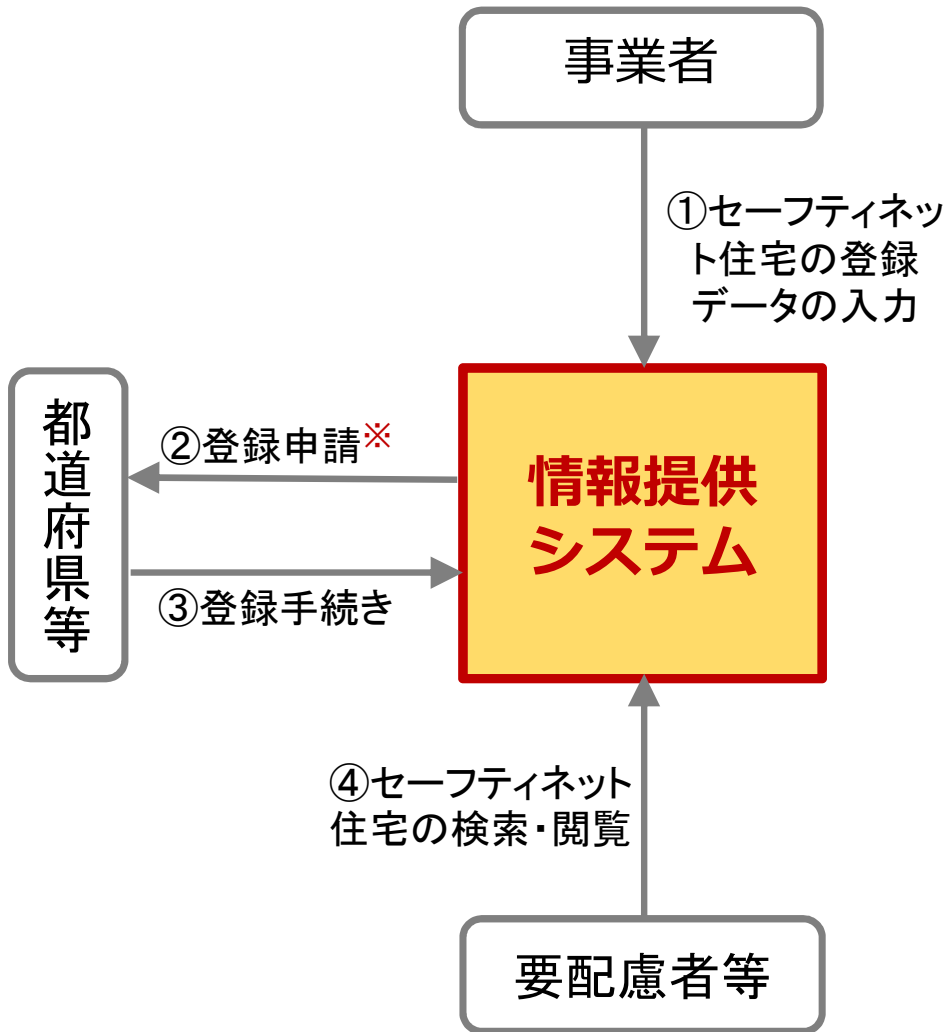 事業者
①セーフティネッ
ト住宅の登録
データの入力
都道府県等
②登録申請※
情報提供
システム
③登録手続き
④セーフティネット
住宅の検索・閲覧
要配慮者等